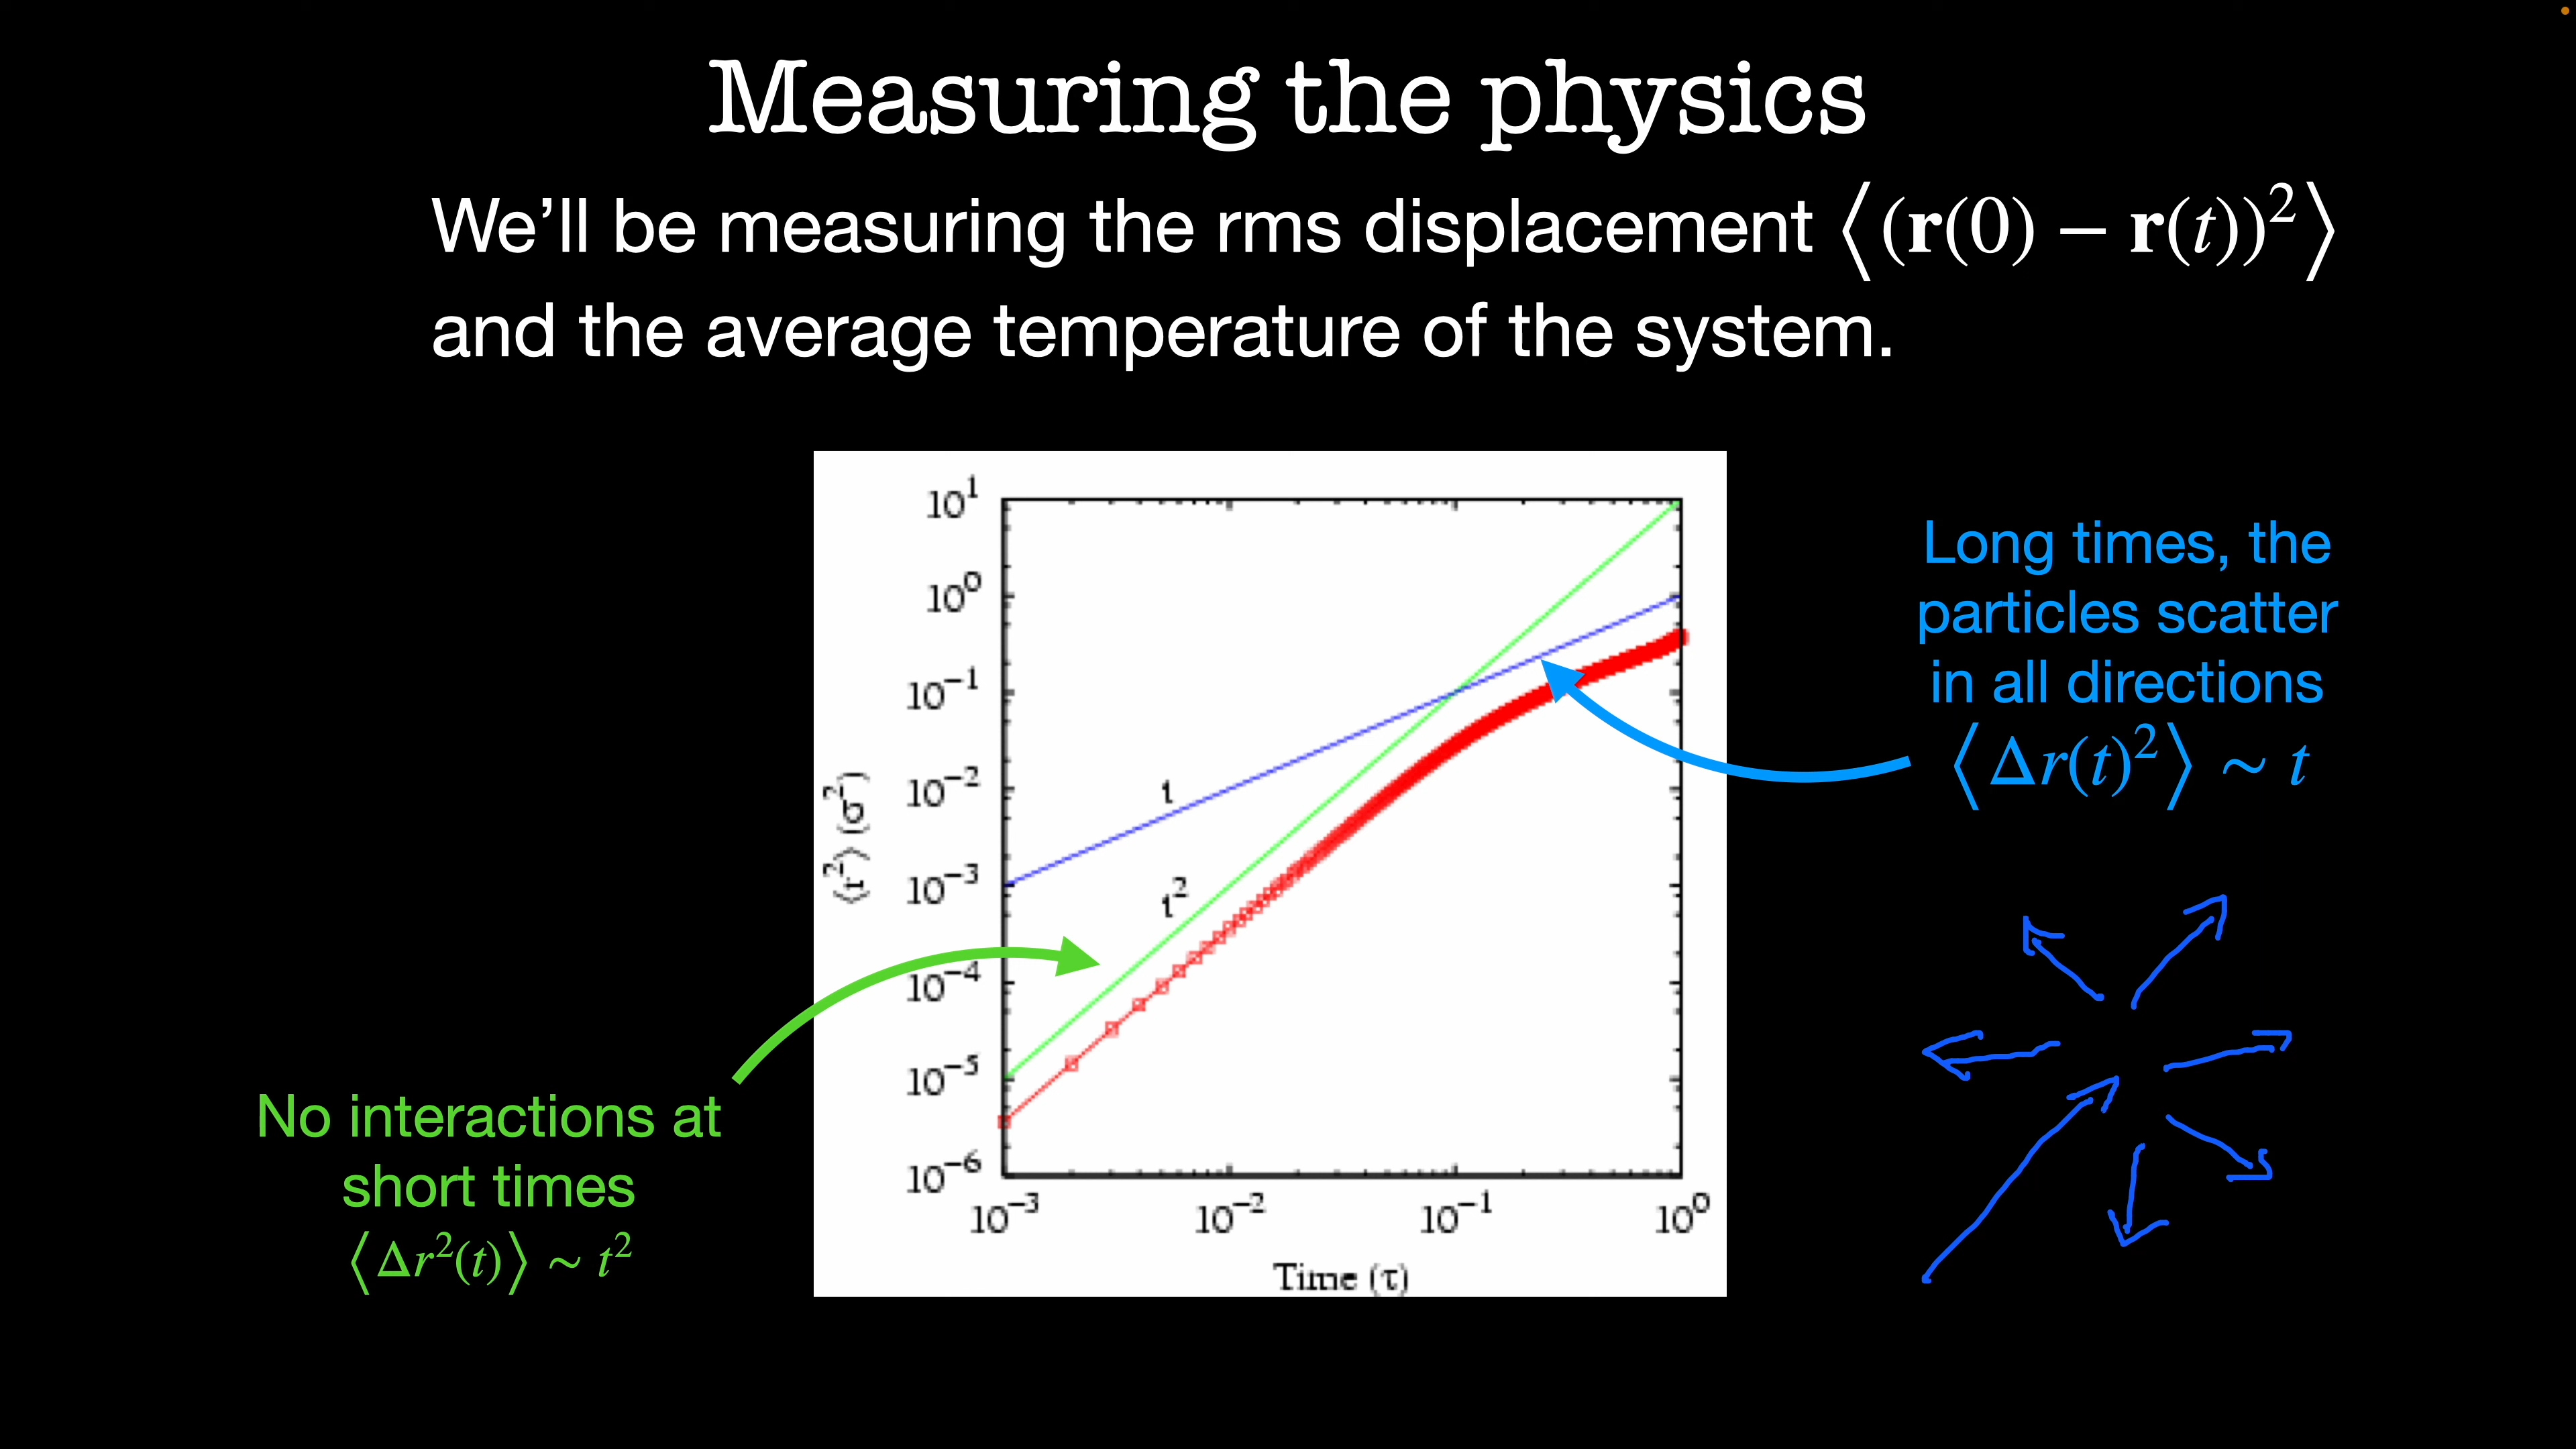 Measuring the physics
We’ll be measuring the rms displacement ⟨(r(0) − r(t))²⟩
and the average temperature of the system.
10¹
10⁰
10⁻¹
10⁻²
10⁻³
10⁻⁴
10⁻⁵
10⁻⁶
⟨r²⟩ (σ²)
t
t²
10⁻³ 10⁻² 10⁻¹ 10⁰
Time (τ)
Long times, the
particles scatter
in all directions
⟨Δr(t)²⟩ ~ t
No interactions at
short times
⟨Δr²(t)⟩ ~ t²